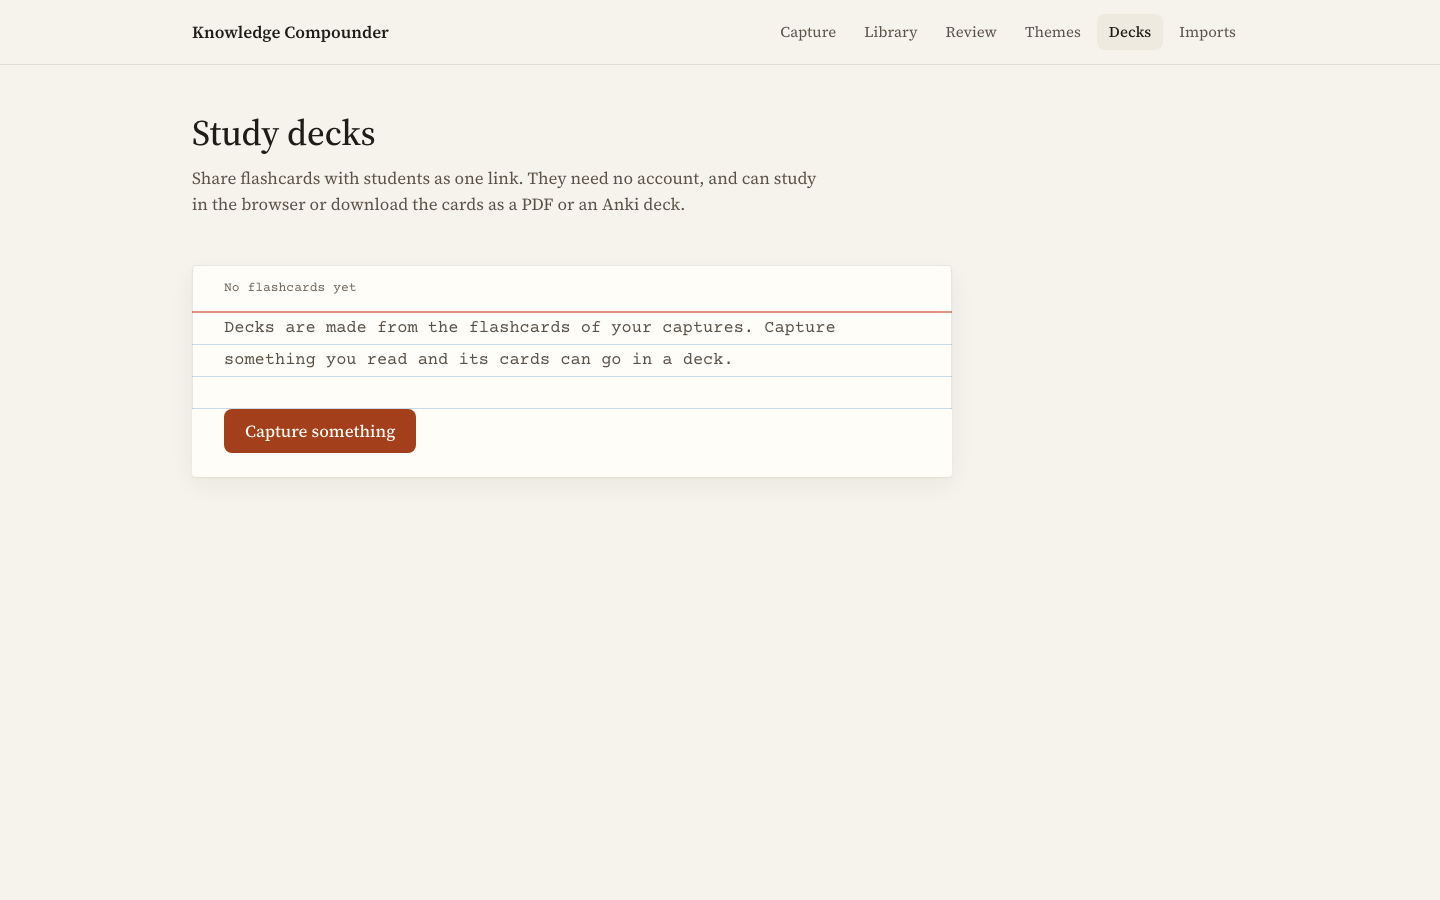 Knowledge Compounder
Capture Library Review Themes Decks Imports
Study decks
Share flashcards with students as one link. They need no account, and can study
in the browser or download the cards as a PDF or an Anki deck.
No flashcards yet
Decks are made from the flashcards of your captures. Capture
something you read and its cards can go in a deck.
Capture something